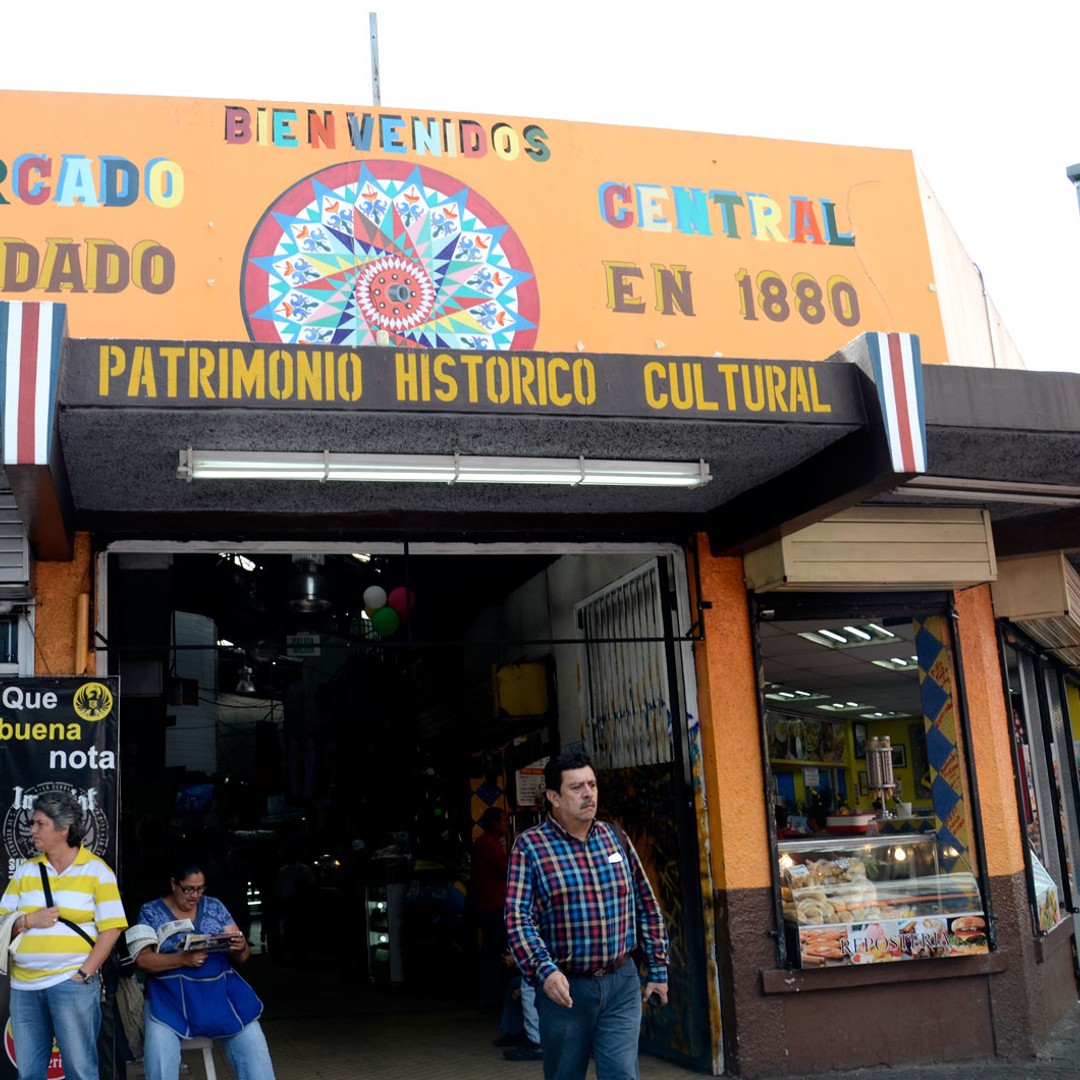 BIENVENIDOS
RCADO CENTRAL
DADO EN 1880
PATRIMONIO HISTORICO CULTURAL
Que
buena
nota
REPOSTERIA